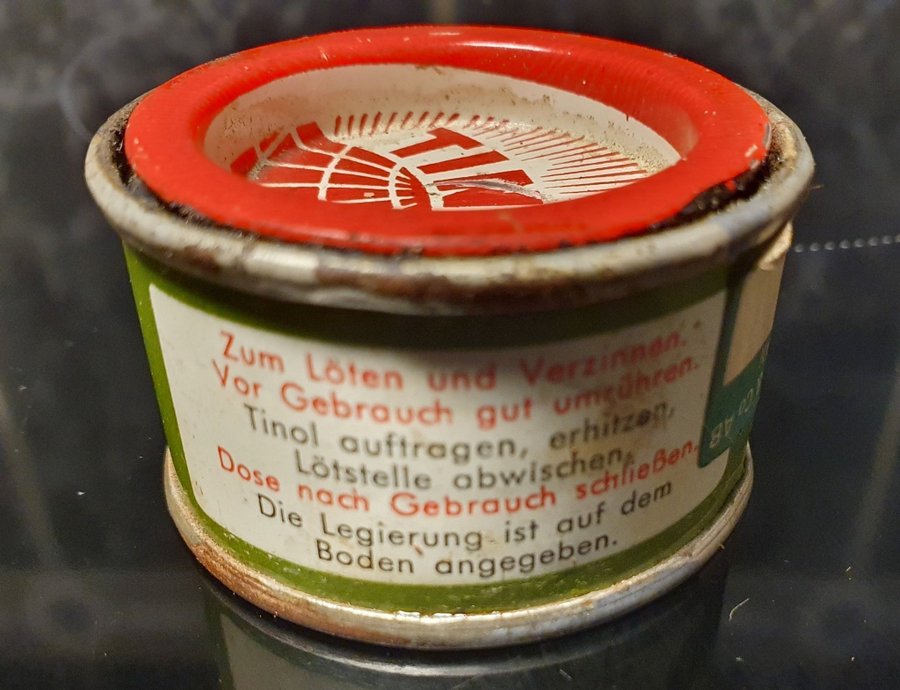 TI
Zum Löten und Verzinnen.
Vor Gebrauch gut umrühren.
Tinol auftragen, erhitzen,
Lötstelle abwischen.
Dose nach Gebrauch schließen.
Die Legierung ist auf dem
Boden angegeben.